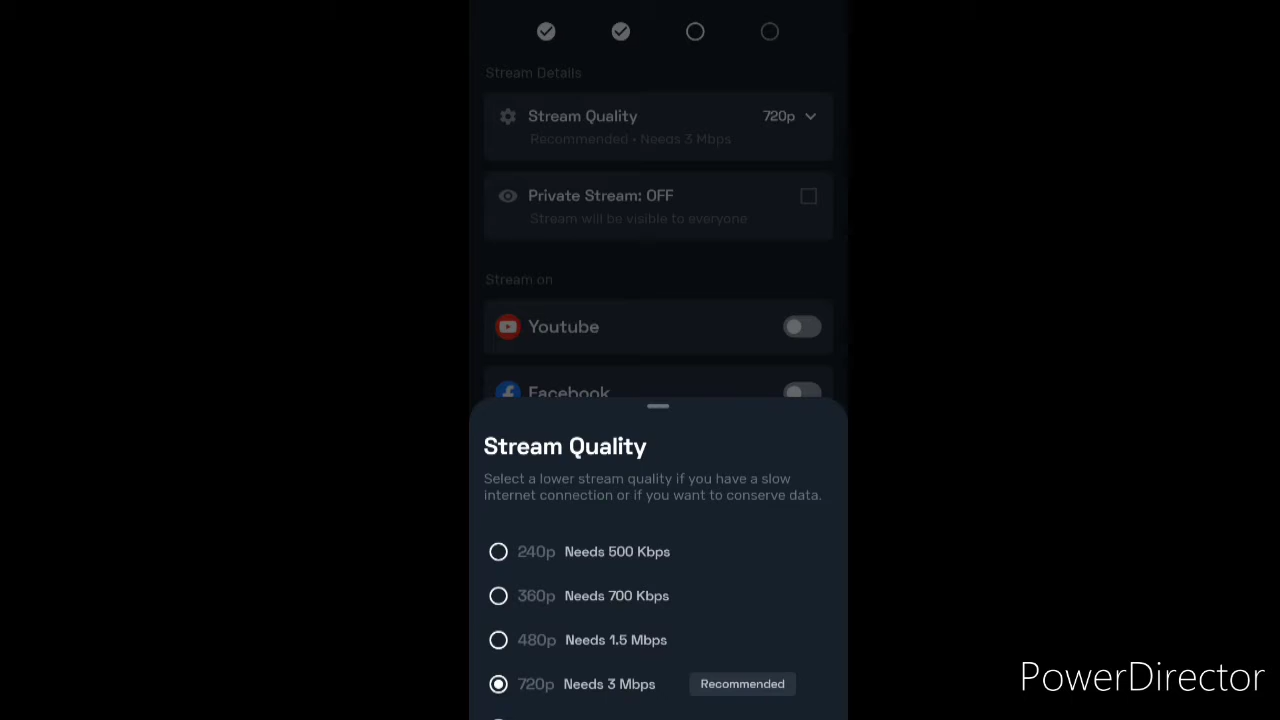 Stream Details
Stream Quality 720p
Recommended • Needs 3 Mbps
Private Stream: OFF
Stream will be visible to everyone
Stream on
Youtube
Facebook
Stream Quality
Select a lower stream quality if you have a slow
internet connection or if you want to conserve data.
240p Needs 500 Kbps
360p Needs 700 Kbps
480p Needs 1.5 Mbps
720p Needs 3 Mbps Recommended
PowerDirector